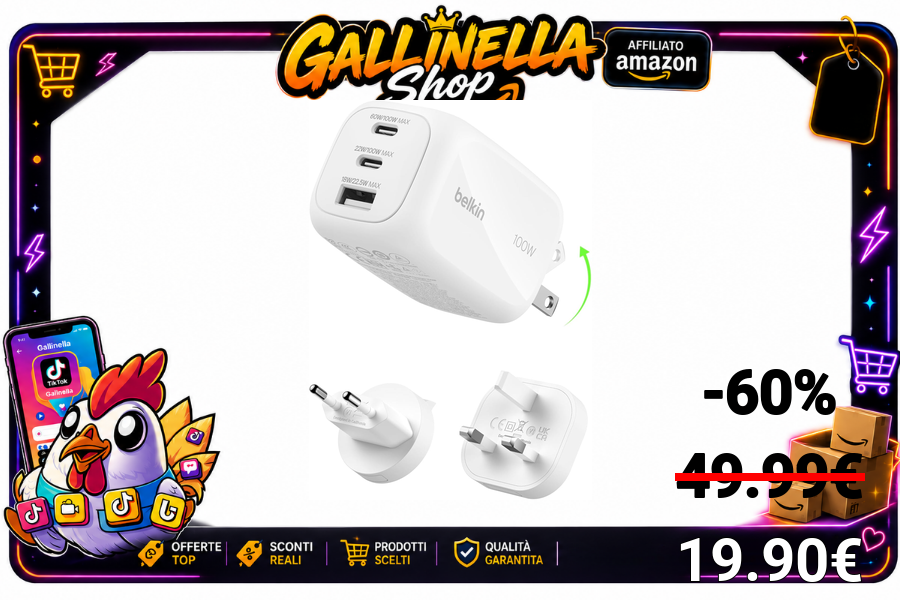 GALLINELLA
Shop
AFFILIATO
amazon
60W/100W MAX
22W/100W MAX
18W/22.5W MAX
belkin
100W
Gallinella
TikTok
Gallinella
-60%
49.99€
19.90€
OFFERTE
TOP
SCONTI
REALI
PRODOTTI
SCELTI
QUALITÀ
GARANTITA